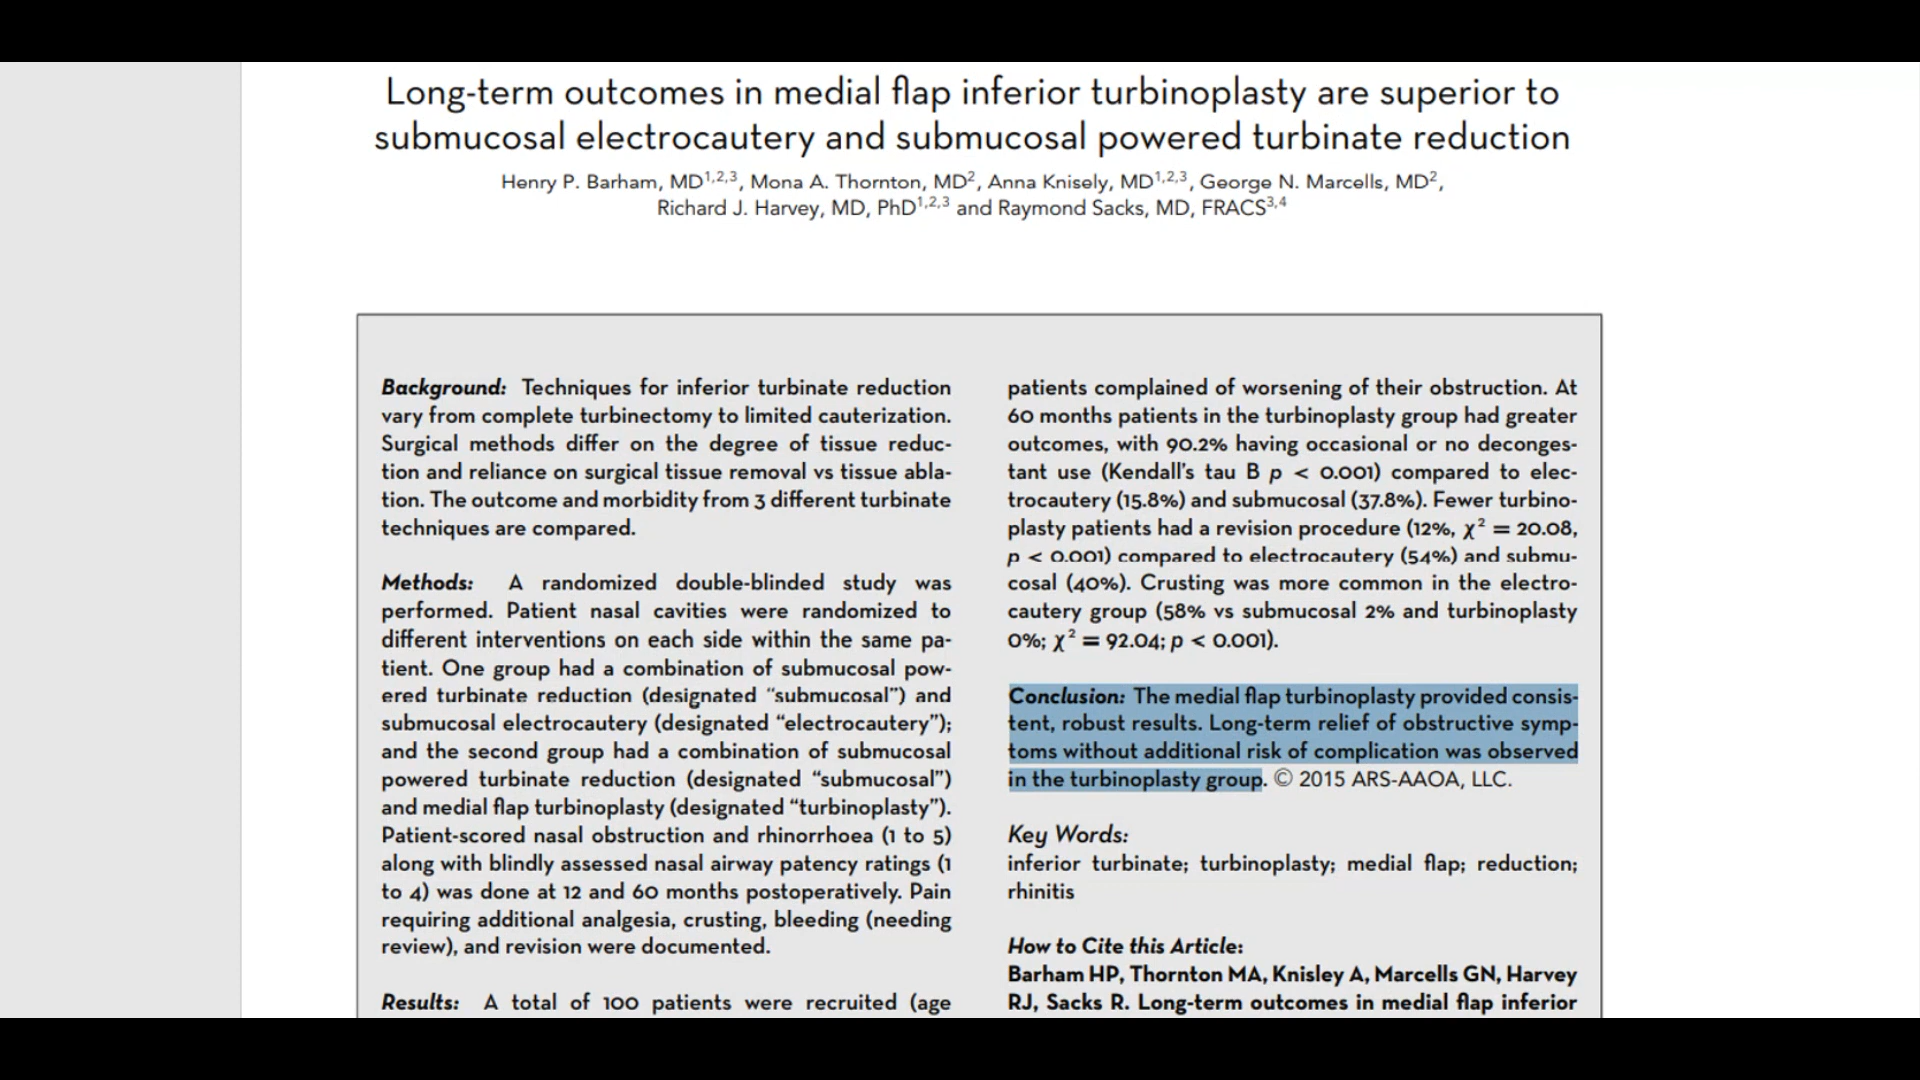 Long-term outcomes in medial flap inferior turbinoplasty are superior to
submucosal electrocautery and submucosal powered turbinate reduction
Henry P. Barham, MD1,2,3, Mona A. Thornton, MD2, Anna Knisely, MD1,2,3, George N. Marcells, MD2,
Richard J. Harvey, MD, PhD1,2,3 and Raymond Sacks, MD, FRACS3,4
Background: Techniques for inferior turbinate reduction
vary from complete turbinectomy to limited cauterization.
Surgical methods differ on the degree of tissue reduc-
tion and reliance on surgical tissue removal vs tissue abla-
tion. The outcome and morbidity from 3 different turbinate
techniques are compared.
Methods: A randomized double-blinded study was
performed. Patient nasal cavities were randomized to
different interventions on each side within the same pa-
tient. One group had a combination of submucosal pow-
ered turbinate reduction (designated “submucosal”) and
submucosal electrocautery (designated “electrocautery”);
and the second group had a combination of submucosal
powered turbinate reduction (designated “submucosal”)
and medial flap turbinoplasty (designated “turbinoplasty”).
Patient-scored nasal obstruction and rhinorrhoea (1 to 5)
along with blindly assessed nasal airway patency ratings (1
to 4) was done at 12 and 60 months postoperatively. Pain
requiring additional analgesia, crusting, bleeding (needing
review), and revision were documented.
Results: A total of 100 patients were recruited (age
patients complained of worsening of their obstruction. At
60 months patients in the turbinoplasty group had greater
outcomes, with 90.2% having occasional or no deconges-
tant use (Kendall’s tau B p < 0.001) compared to elec-
trocautery (15.8%) and submucosal (37.8%). Fewer turbino-
plasty patients had a revision procedure (12%, χ² = 20.08,
p < 0.001) compared to electrocautery (54%) and submu-
cosal (40%). Crusting was more common in the electro-
cautery group (58% vs submucosal 2% and turbinoplasty
0%; χ² = 92.04; p < 0.001).
Conclusion: The medial flap turbinoplasty provided consis-
tent, robust results. Long-term relief of obstructive symp-
toms without additional risk of complication was observed
in the turbinoplasty group. © 2015 ARS-AAOA, LLC.
Key Words:
inferior turbinate; turbinoplasty; medial flap; reduction;
rhinitis
How to Cite this Article:
Barham HP, Thornton MA, Knisley A, Marcells GN, Harvey
RJ, Sacks R. Long-term outcomes in medial flap inferior